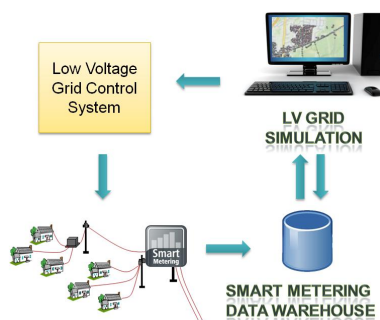 Low Voltage
Grid Control
System
LV GRID
SIMULATION
Smart
Metering
SMART METERING
DATA WAREHOUSE